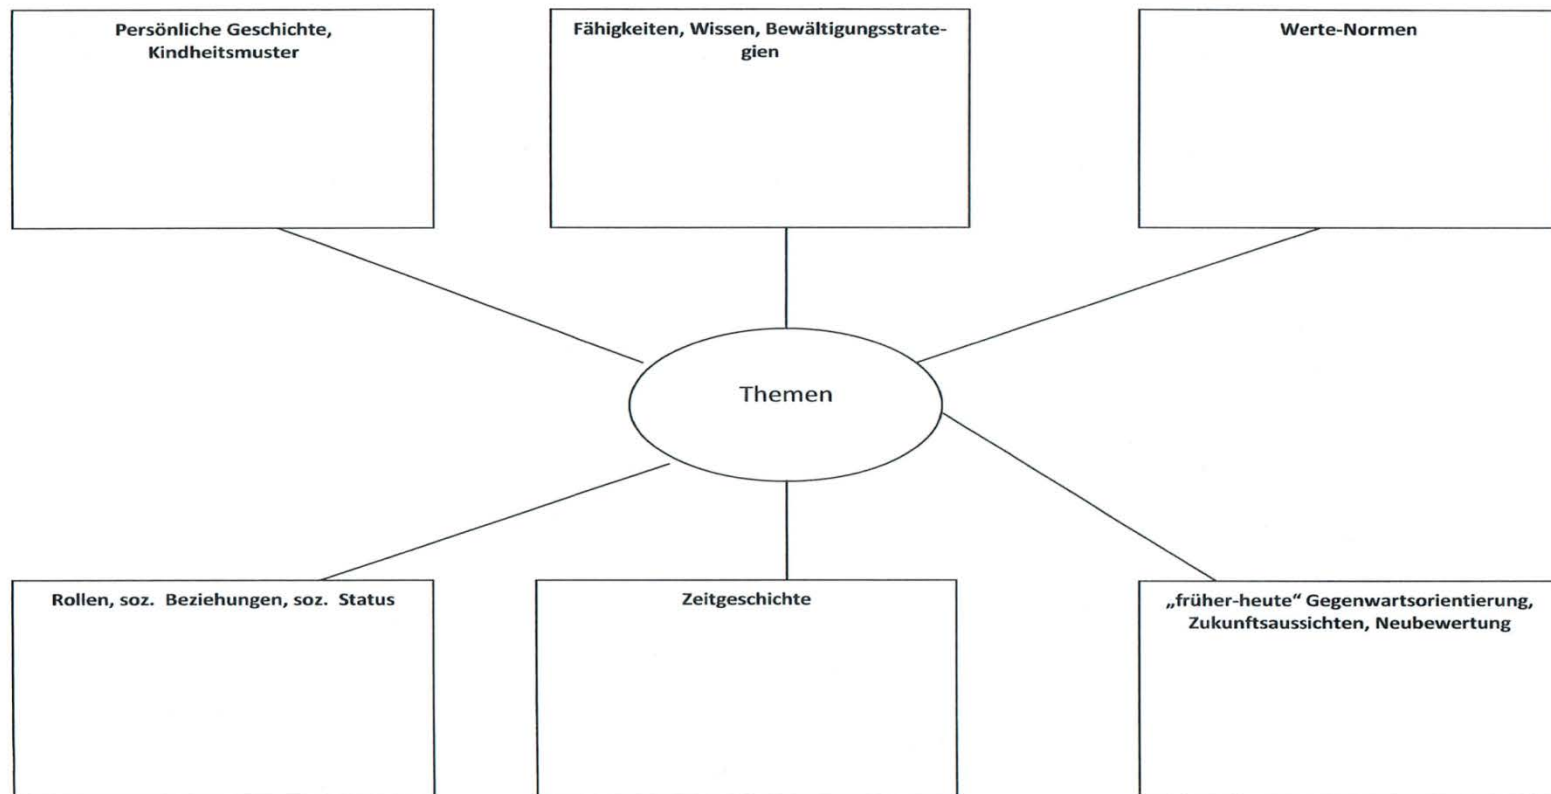 Persönliche Geschichte,
Kindheitsmuster
Fähigkeiten, Wissen, Bewältigungsstrate-
gien
Werte-Normen
Themen
Rollen, soz. Beziehungen, soz. Status
Zeitgeschichte
„früher-heute“ Gegenwartsorientierung,
Zukunftsaussichten, Neubewertung